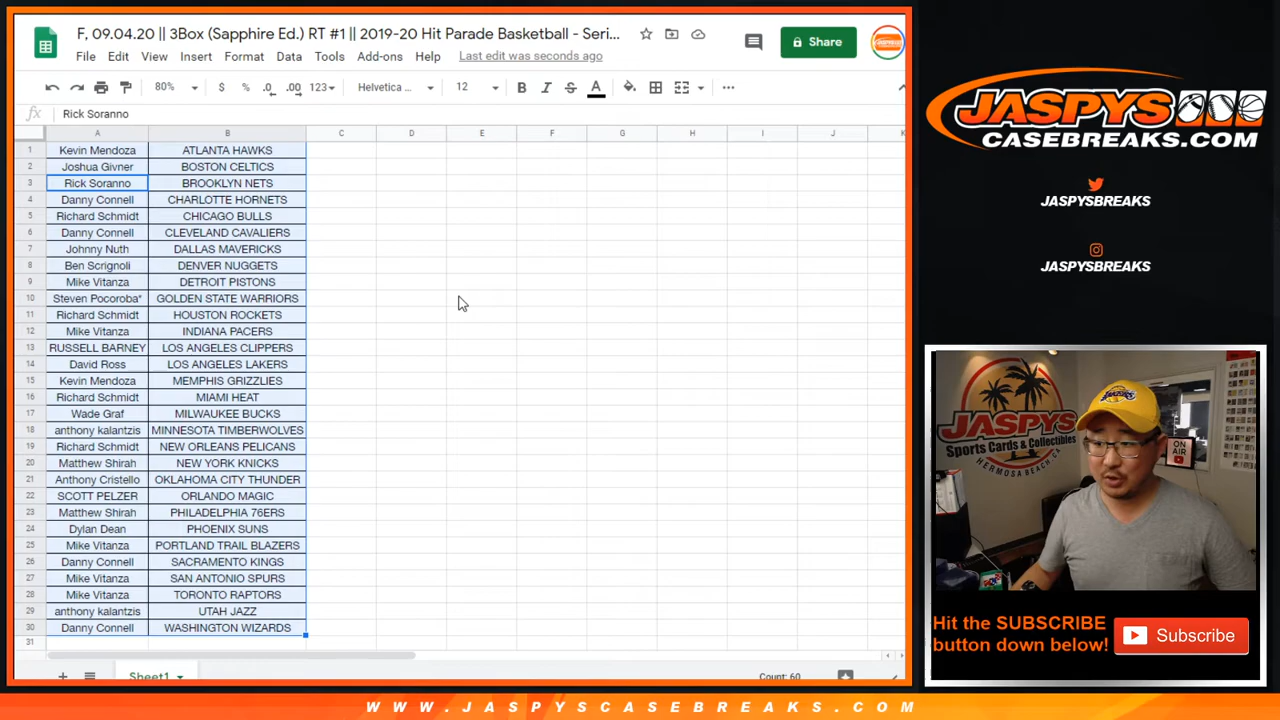 F, 09.04.20 || 3Box (Sapphire Ed.) RT #1 || 2019-20 Hit Parade Basketball - Seri...
File Edit View Insert Format Data Tools Add-ons Help Last edit was seconds ago
Share
80% $ % .0 .00 123 Helvetica ... 12 B I S A ...
fx Rick Soranno
A B C D E F G H I J K
1 Kevin Mendoza ATLANTA HAWKS
2 Joshua Givner BOSTON CELTICS
3 Rick Soranno BROOKLYN NETS
4 Danny Connell CHARLOTTE HORNETS
5 Richard Schmidt CHICAGO BULLS
6 Danny Connell CLEVELAND CAVALIERS
7 Johnny Nuth DALLAS MAVERICKS
8 Ben Scrignoli DENVER NUGGETS
9 Mike Vitanza DETROIT PISTONS
10 Steven Pocoroba* GOLDEN STATE WARRIORS
11 Richard Schmidt HOUSTON ROCKETS
12 Mike Vitanza INDIANA PACERS
13 RUSSELL BARNEY LOS ANGELES CLIPPERS
14 David Ross LOS ANGELES LAKERS
15 Kevin Mendoza MEMPHIS GRIZZLIES
16 Richard Schmidt MIAMI HEAT
17 Wade Graf MILWAUKEE BUCKS
18 anthony kalantzis MINNESOTA TIMBERWOLVES
19 Richard Schmidt NEW ORLEANS PELICANS
20 Matthew Shirah NEW YORK KNICKS
21 Anthony Cristello OKLAHOMA CITY THUNDER
22 SCOTT PELZER ORLANDO MAGIC
23 Matthew Shirah PHILADELPHIA 76ERS
24 Dylan Dean PHOENIX SUNS
25 Mike Vitanza PORTLAND TRAIL BLAZERS
26 Danny Connell SACRAMENTO KINGS
27 Mike Vitanza SAN ANTONIO SPURS
28 Mike Vitanza TORONTO RAPTORS
29 anthony kalantzis UTAH JAZZ
30 Danny Connell WASHINGTON WIZARDS
31
Sheet1 Count: 60
JASPYS
CASEBREAKS.COM
JASPYSBREAKS
JASPYSBREAKS
JASPYS
Sports Cards & Collectibles
HERMOSA BEACH, CA
ON AIR
Hit the SUBSCRIBE
button down below!
Subscribe
WWW.JASPYSCASEBREAKS.COM